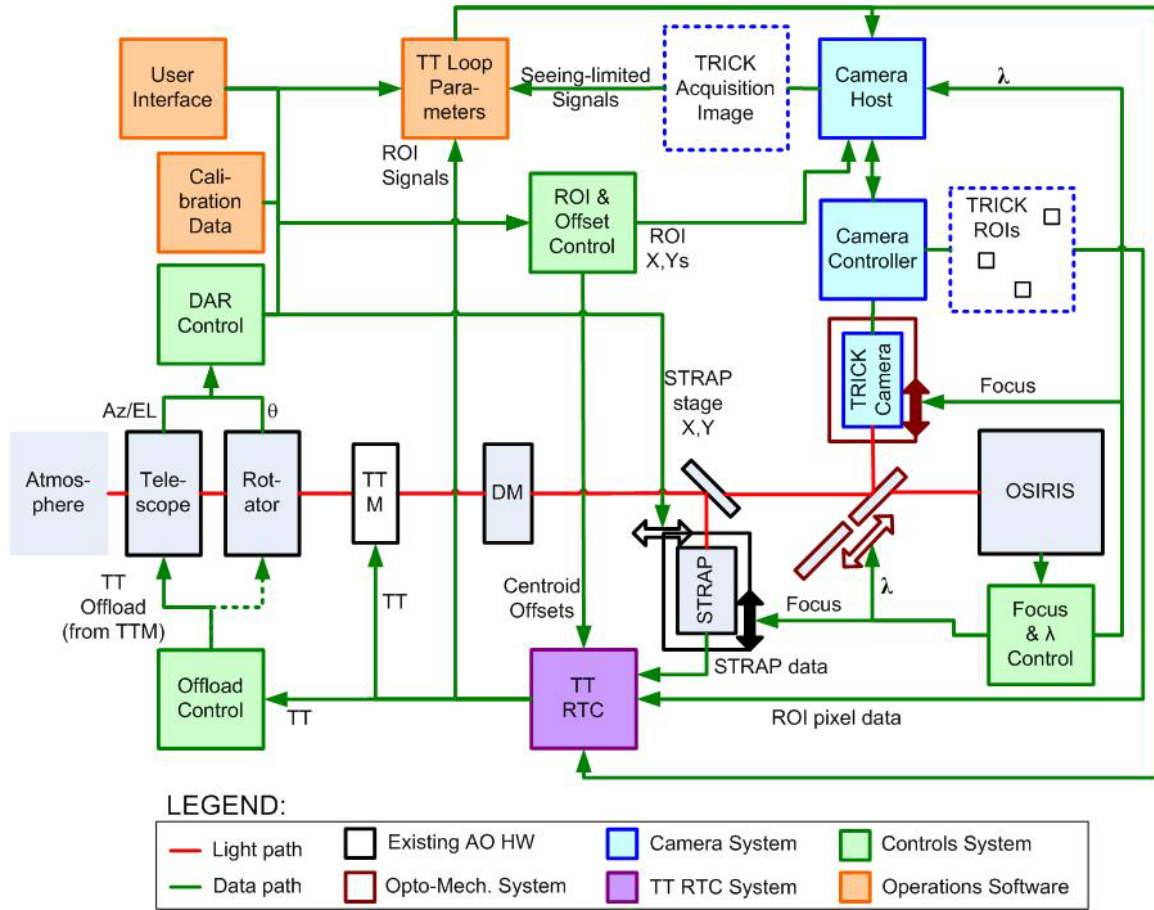 User
Interface
TT Loop
Para-
meters
Seeing-limited
Signals
TRICK
Acquisition
Image
Camera
Host
λ
ROI
Signals
Cali-
bration
Data
ROI &
Offset
Control
ROI
X,Ys
Camera
Controller
TRICK
ROIs
DAR
Control
STRAP
stage
X,Y
TRICK
Camera
Focus
Az/EL
θ
Atmos-
phere
Tele-
scope
Rot-
ator
TT
M
DM
OSIRIS
STRAP
TT
Offload
(from TTM)
TT
Centroid
Offsets
Focus
λ
Focus
& λ
Control
STRAP data
Offload
Control
TT
TT
RTC
ROI pixel data
LEGEND:
Light path
Existing AO HW
Camera System
Controls System
Data path
Opto-Mech. System
TT RTC System
Operations Software